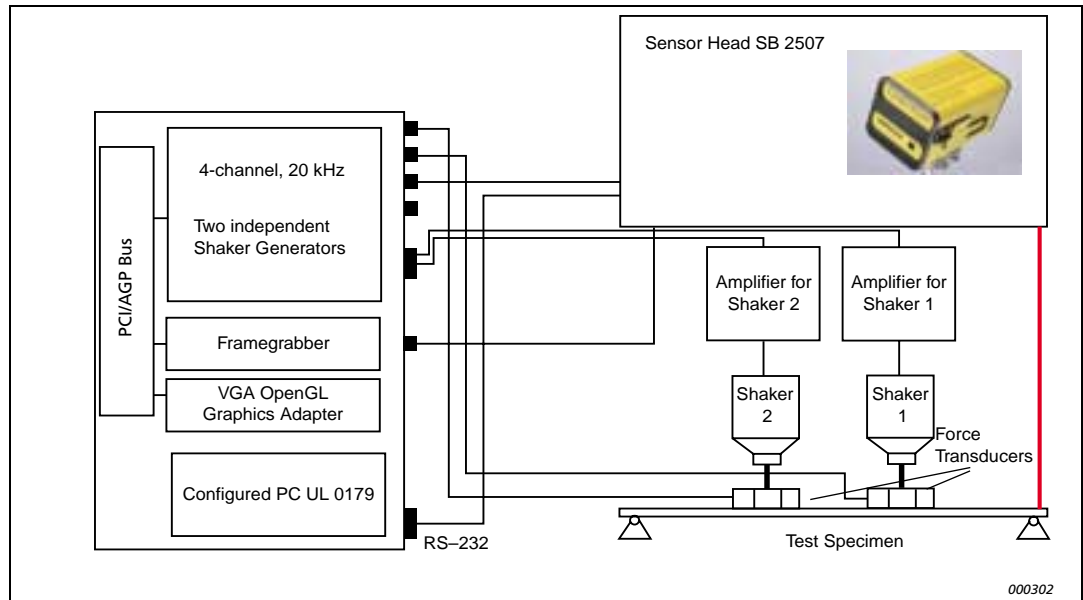 Sensor Head SB 2507
4-channel, 20 kHz
Two independent
Shaker Generators
PCI/AGP Bus
Framegrabber
VGA OpenGL
Graphics Adapter
Configured PC UL 0179
RS–232
Amplifier for
Shaker 2
Amplifier for
Shaker 1
Shaker
2
Shaker
1
Force
Transducers
Test Specimen
000302